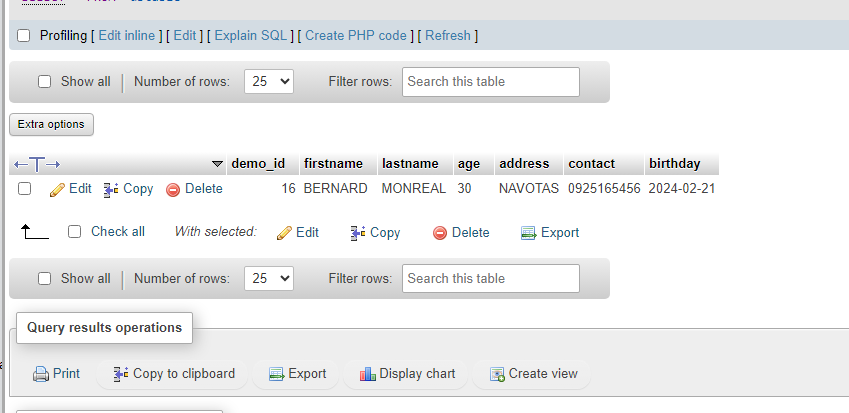 Profiling [ Edit inline ] [ Edit ] [ Explain SQL ] [ Create PHP code ] [ Refresh ]
Show all | Number of rows: 25 Filter rows: Search this table
Extra options
demo_id firstname lastname age address contact birthday
Edit Copy Delete 16 BERNARD MONREAL 30 NAVOTAS 0925165456 2024-02-21
Check all With selected: Edit Copy Delete Export
Show all | Number of rows: 25 Filter rows: Search this table
Query results operations
Print Copy to clipboard Export Display chart Create view